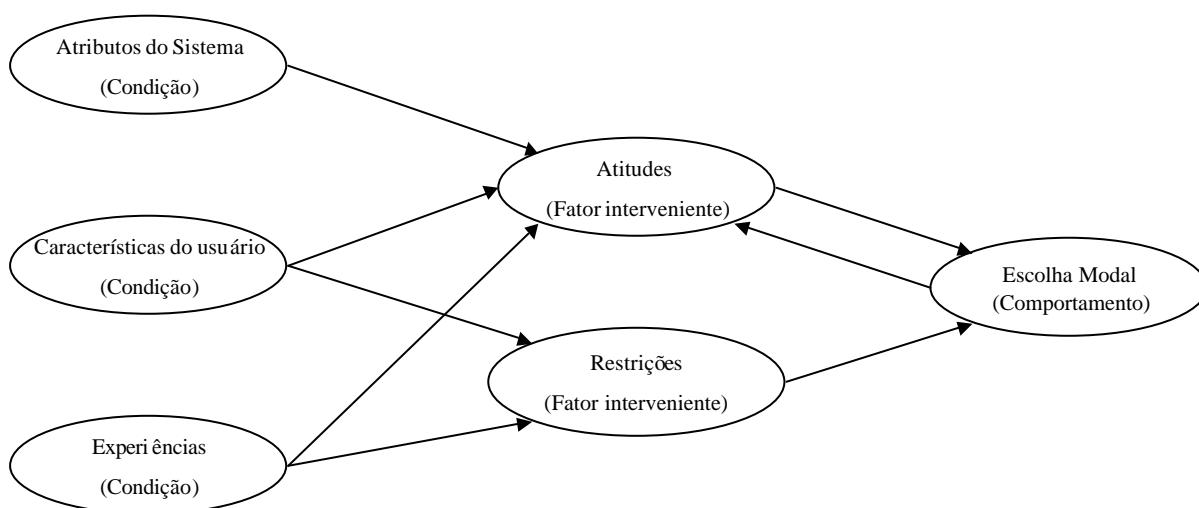 Atributos do Sistema
(Condição)
Atitudes
(Fator interveniente)
Características do usuário
(Condição)
Escolha Modal
(Comportamento)
Restrições
(Fator interveniente)
Experiências
(Condição)